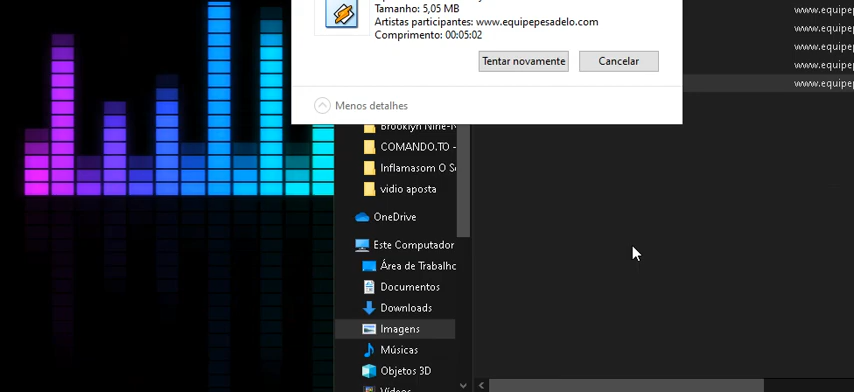 Tamanho: 5,05 MB
Artistas participantes: www.equipepesadelo.com
Comprimento: 00:05:02
Tentar novamente
Cancelar
Menos detalhes
www.equipe
www.equipe
www.equipe
www.equipe
www.equipe
Brooklyn Nine-N
COMANDO.TO -
Inflamasom O S
vidio aposta
OneDrive
Este Computador
Área de Trabalho
Documentos
Downloads
Imagens
Músicas
Objetos 3D
Vídeos